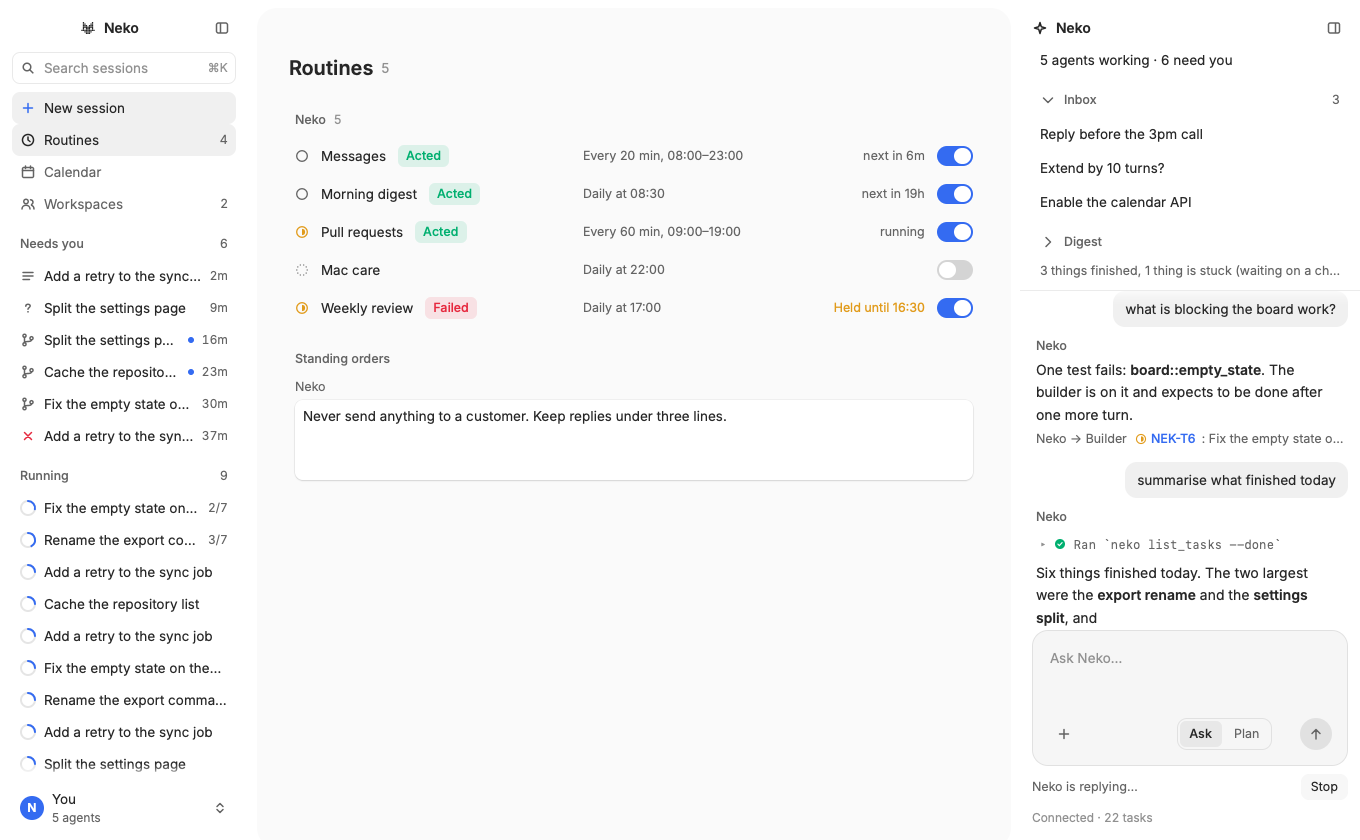 Neko
Search sessions ⌘K
New session
Routines 4
Calendar
Workspaces 2
Needs you 6
Add a retry to the sync... 2m
? Split the settings page 9m
Split the settings p... 16m
Cache the reposito... 23m
Fix the empty state o... 30m
Add a retry to the syn... 37m
Running 9
Fix the empty state on... 2/7
Rename the export co... 3/7
Add a retry to the sync job
Cache the repository list
Add a retry to the sync job
Fix the empty state on the...
Rename the export comma...
Add a retry to the sync job
Split the settings page
N You
5 agents
Routines 5
Neko 5
Messages Acted Every 20 min, 08:00–23:00 next in 6m
Morning digest Acted Daily at 08:30 next in 19h
Pull requests Acted Every 60 min, 09:00–19:00 running
Mac care Daily at 22:00
Weekly review Failed Daily at 17:00 Held until 16:30
Standing orders
Neko
Never send anything to a customer. Keep replies under three lines.
Neko
5 agents working · 6 need you
Inbox 3
Reply before the 3pm call
Extend by 10 turns?
Enable the calendar API
Digest
3 things finished, 1 thing is stuck (waiting on a ch...
what is blocking the board work?
Neko
One test fails: board::empty_state. The
builder is on it and expects to be done after
one more turn.
Neko → Builder NEK-T6 : Fix the empty state o...
summarise what finished today
Neko
Ran `neko list_tasks --done`
Six things finished today. The two largest
were the export rename and the settings
split, and
Ask Neko...
Ask Plan
Neko is replying... Stop
Connected · 22 tasks